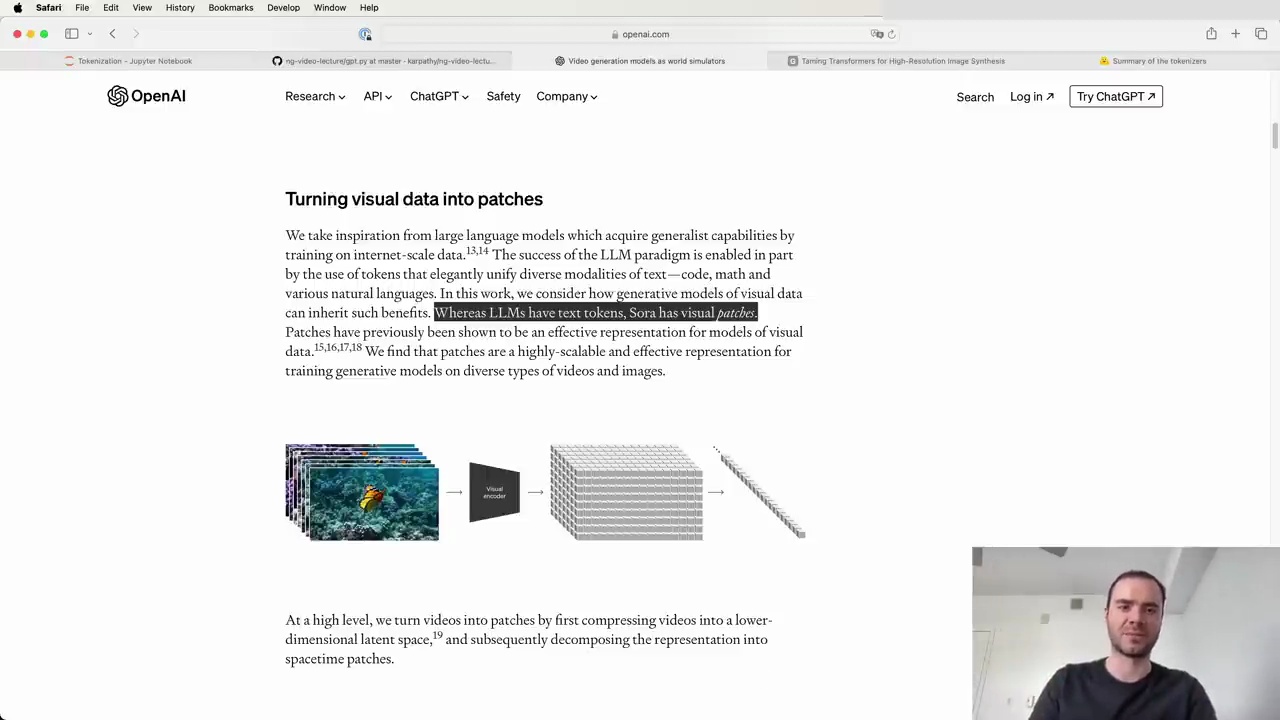 Safari File Edit View History Bookmarks Develop Window Help
openai.com
Tokenization - Jupyter Notebook
ng-video-lecture/gpt.py at master · karpathy/ng-video-lectu...
Video generation models as world simulators
Taming Transformers for High-Resolution Image Synthesis
Summary of the tokenizers
OpenAI
Research API ChatGPT Safety Company
Search Log in ↗ Try ChatGPT ↗
Turning visual data into patches
We take inspiration from large language models which acquire generalist capabilities by
training on internet-scale data.13,14 The success of the LLM paradigm is enabled in part
by the use of tokens that elegantly unify diverse modalities of text—code, math and
various natural languages. In this work, we consider how generative models of visual data
can inherit such benefits. Whereas LLMs have text tokens, Sora has visual patches.
Patches have previously been shown to be an effective representation for models of visual
data.15,16,17,18 We find that patches are a highly-scalable and effective representation for
training generative models on diverse types of videos and images.
Visual
encoder
At a high level, we turn videos into patches by first compressing videos into a lower-
dimensional latent space,19 and subsequently decomposing the representation into
spacetime patches.